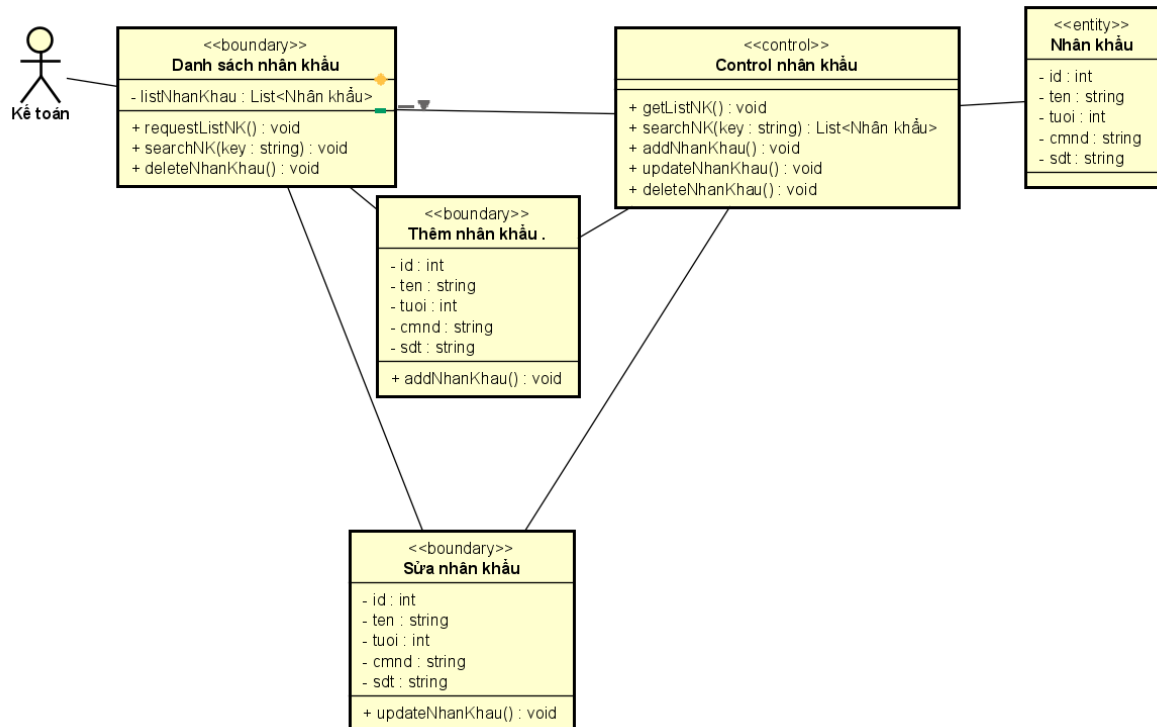 Kế toán
<<boundary>>
Danh sách nhân khẩu
- listNhanKhau : List<Nhân khẩu>
+ requestListNK() : void
+ searchNK(key : string) : void
+ deleteNhanKhau() : void
<<control>>
Control nhân khẩu
+ getListNK() : void
+ searchNK(key : string) : List<Nhân khẩu>
+ addNhanKhau() : void
+ updateNhanKhau() : void
+ deleteNhanKhau() : void
<<entity>>
Nhân khẩu
- id : int
- ten : string
- tuoi : int
- cmnd : string
- sdt : string
<<boundary>>
Thêm nhân khẩu .
- id : int
- ten : string
- tuoi : int
- cmnd : string
- sdt : string
+ addNhanKhau() : void
<<boundary>>
Sửa nhân khẩu
- id : int
- ten : string
- tuoi : int
- cmnd : string
- sdt : string
+ updateNhanKhau() : void